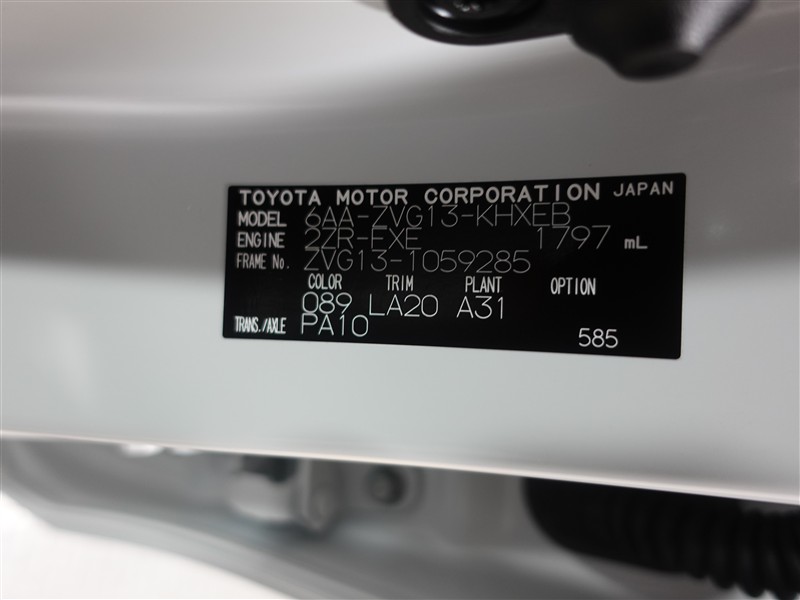 TOYOTA MOTOR CORPORATION JAPAN
MODEL 6AA-ZVG13-KHXEB
ENGINE 2ZR-EXE 1797 mL
FRAME No. ZVG13-1059285
COLOR TRIM PLANT OPTION
089 LA20 A31
TRANS./AXLE PA10
585